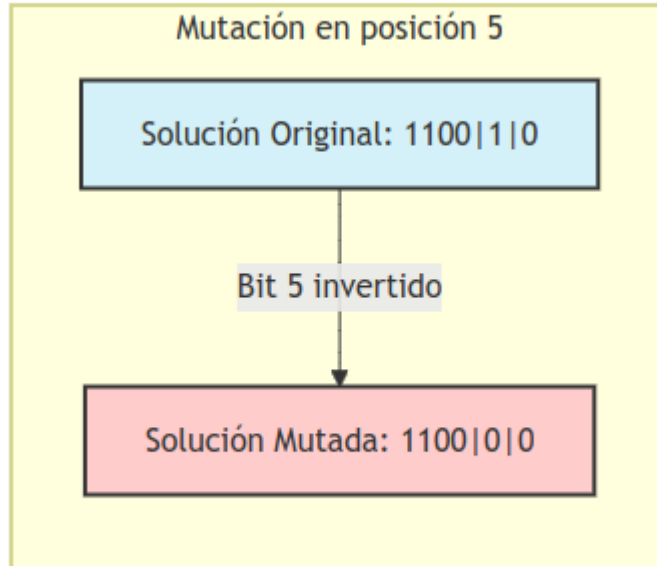 Mutación en posición 5
Solución Original: 1100|1|0
Bit 5 invertido
Solución Mutada: 1100|0|0